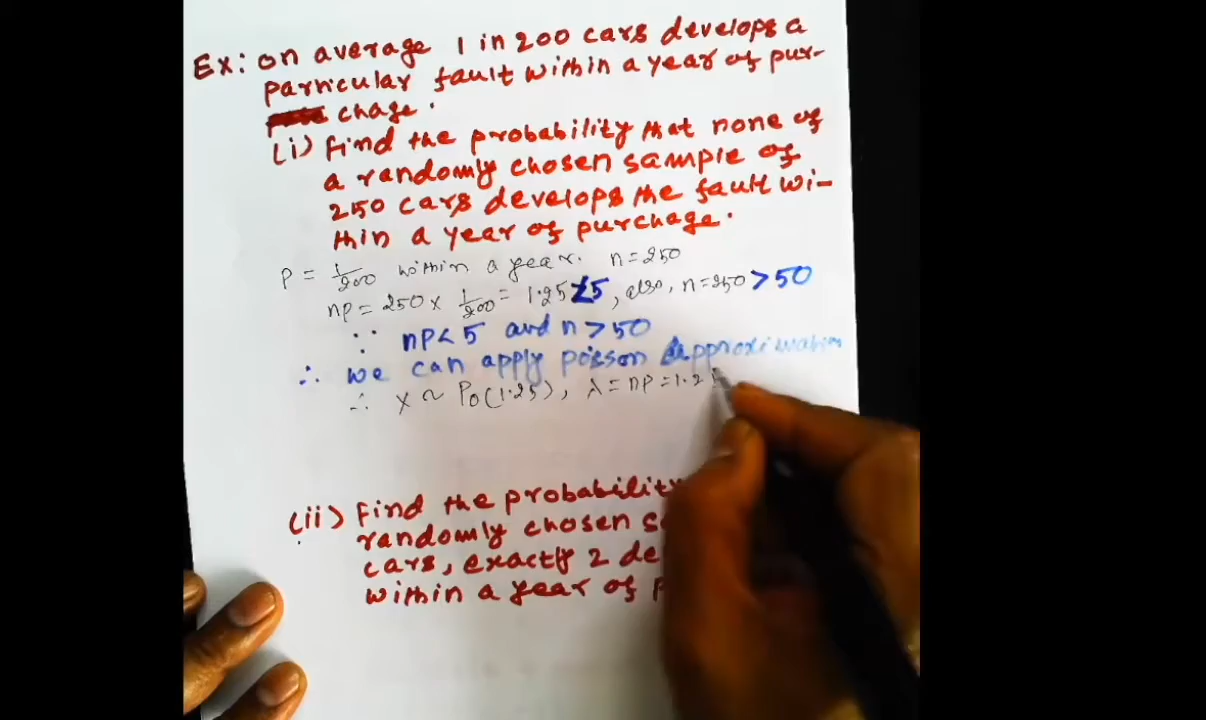 Ex: on average 1 in 200 cars develops a
particular fault within a year of pur-
chage.
(i) Find the probability that none of
a randomly chosen sample of
250 cars develops the fault wi-
thin a year of purchage.
P = 1/200 within a year. n=250
np = 250 × 1/200 = 1.25<5, also, n=250 >50
∵ np<5 and n>50
∴ we can apply poisson approximation
∴ X ~ Po(1.25), λ = np = 1.2
(ii) Find the probability
randomly chosen
cars, exactly 2 de
within a year of